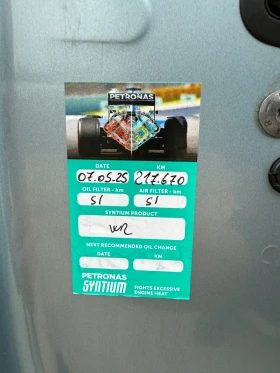 PETRONAS
DATE KM
07.05.25 217.670
OIL FILTER - km AIR FILTER - km
SI SI
SYNTIUM PRODUCT
NEXT RECOMMENDED OIL CHANGE
DATE KM
PETRONAS
SYNTIUM
FIGHTS EXCESSIVE
ENGINE HEAT